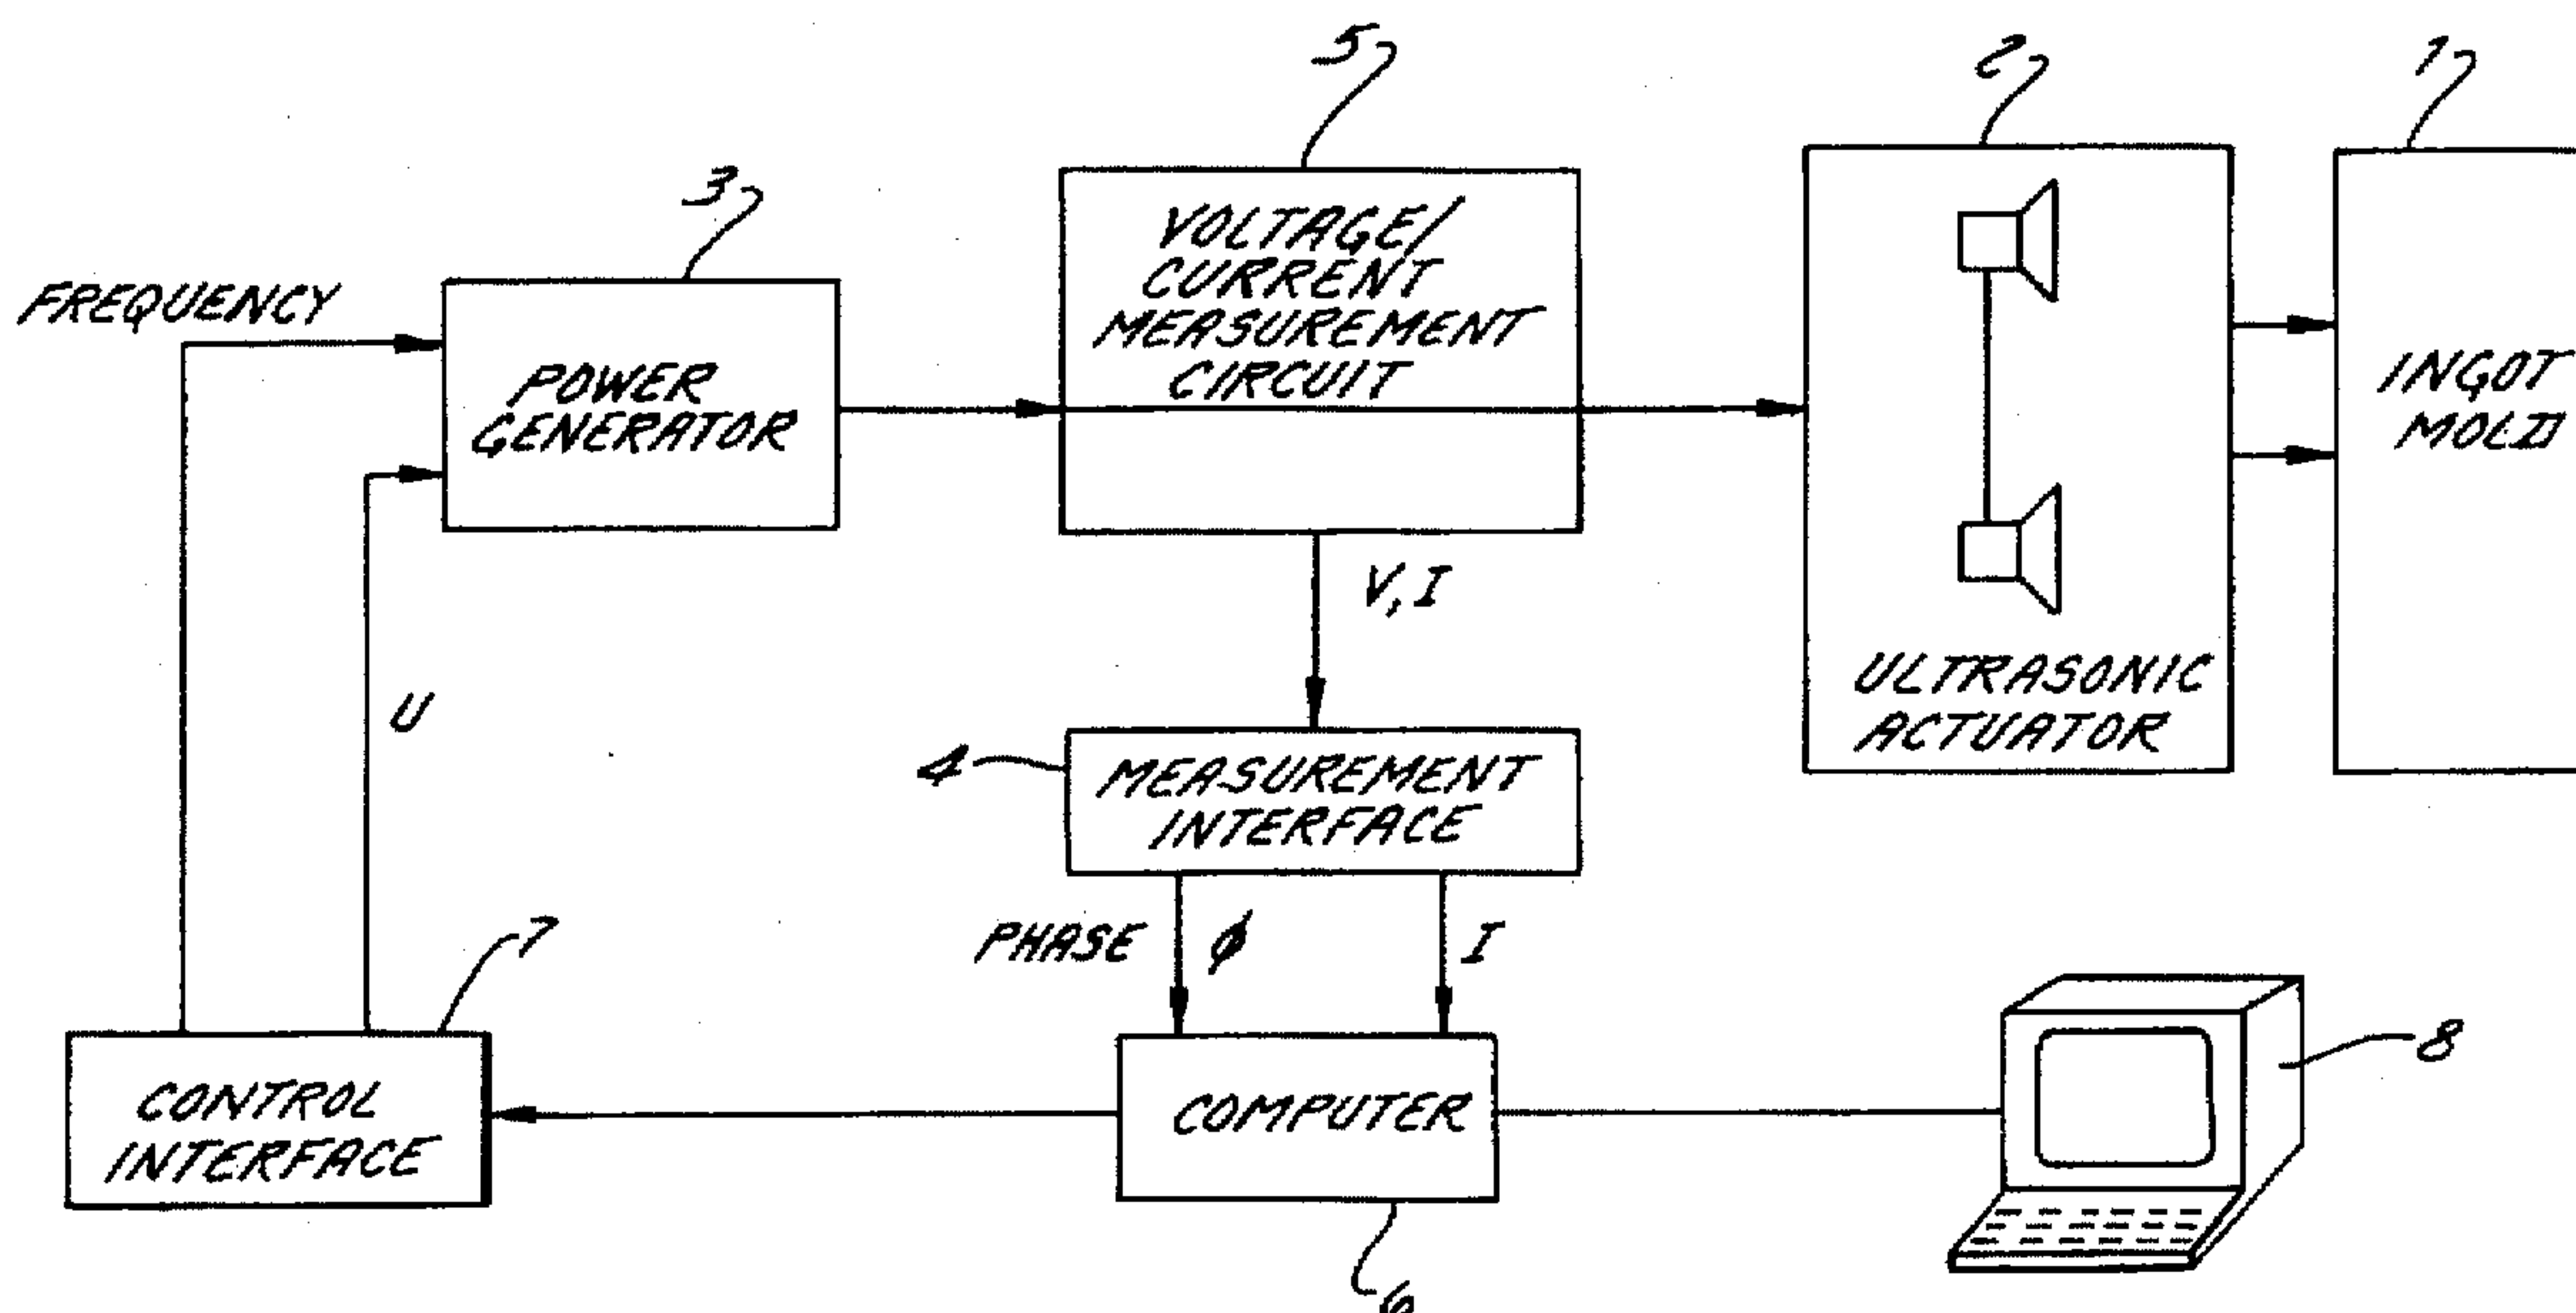 5
2
1
3
VOLTAGE/
CURRENT
MEASUREMENT
CIRCUIT
FREQUENCY
POWER
GENERATOR
INGOT
MOLD
V, I
U
ULTRASONIC
ACTUATOR
4
MEASUREMENT
INTERFACE
7
PHASE ϕ
I
8
CONTROL
INTERFACE
COMPUTER
6